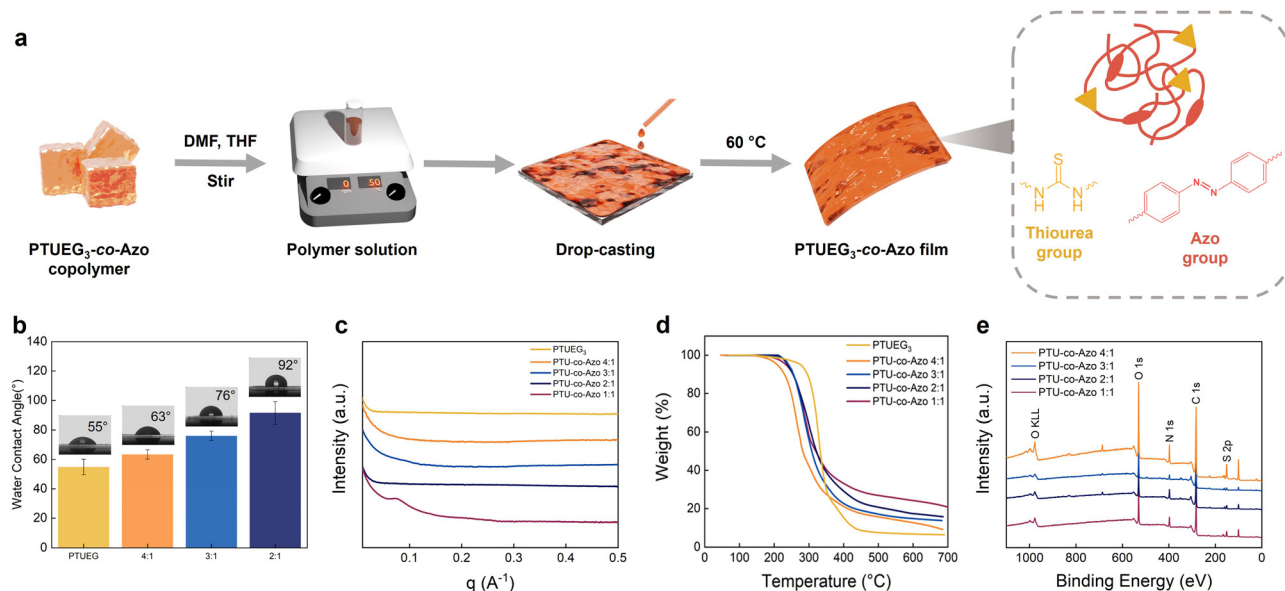 a
DMF, THF
Stir
60 °C
0 50
rpm
PTUEG₃-co-Azo
copolymer
Polymer solution
Drop-casting
PTUEG₃-co-Azo film
S
N N
H H
Thiourea
group
N=N
Azo
group
b
140
120
100
80
60
40
20
0
Water Contact Angle(°)
55°
63°
76°
92°
PTUEG 4:1 3:1 2:1
c
Intensity (a.u.)
PTUEG₃
PTU-co-Azo 4:1
PTU-co-Azo 3:1
PTU-co-Azo 2:1
PTU-co-Azo 1:1
0.1 0.2 0.3 0.4 0.5
q (A⁻¹)
d
Weight (%)
100
80
60
40
20
0
PTUEG₃
PTU-co-Azo 4:1
PTU-co-Azo 3:1
PTU-co-Azo 2:1
PTU-co-Azo 1:1
0 100 200 300 400 500 600 700
Temperature (°C)
e
Intensity (a.u.)
PTU-co-Azo 4:1
PTU-co-Azo 3:1
PTU-co-Azo 2:1
PTU-co-Azo 1:1
O KLL
O 1s
N 1s
C 1s
S 2p
1000 800 600 400 200 0
Binding Energy (eV)